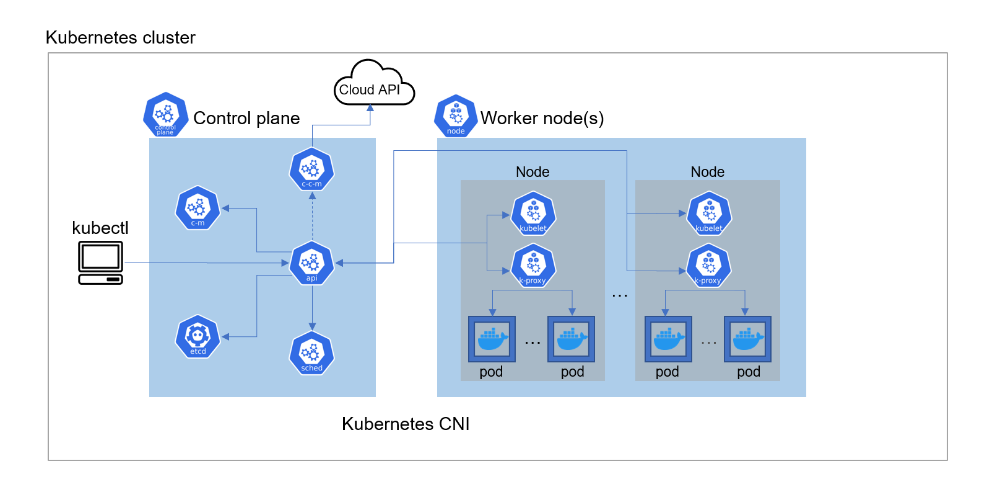 Kubernetes cluster
Cloud API
control
plane
Control plane
node
Worker node(s)
c-c-m
Node
Node
c-m
kubelet
kubelet
kubectl
api
k-proxy
k-proxy
...
etcd
sched
...
...
pod
pod
pod
pod
Kubernetes CNI